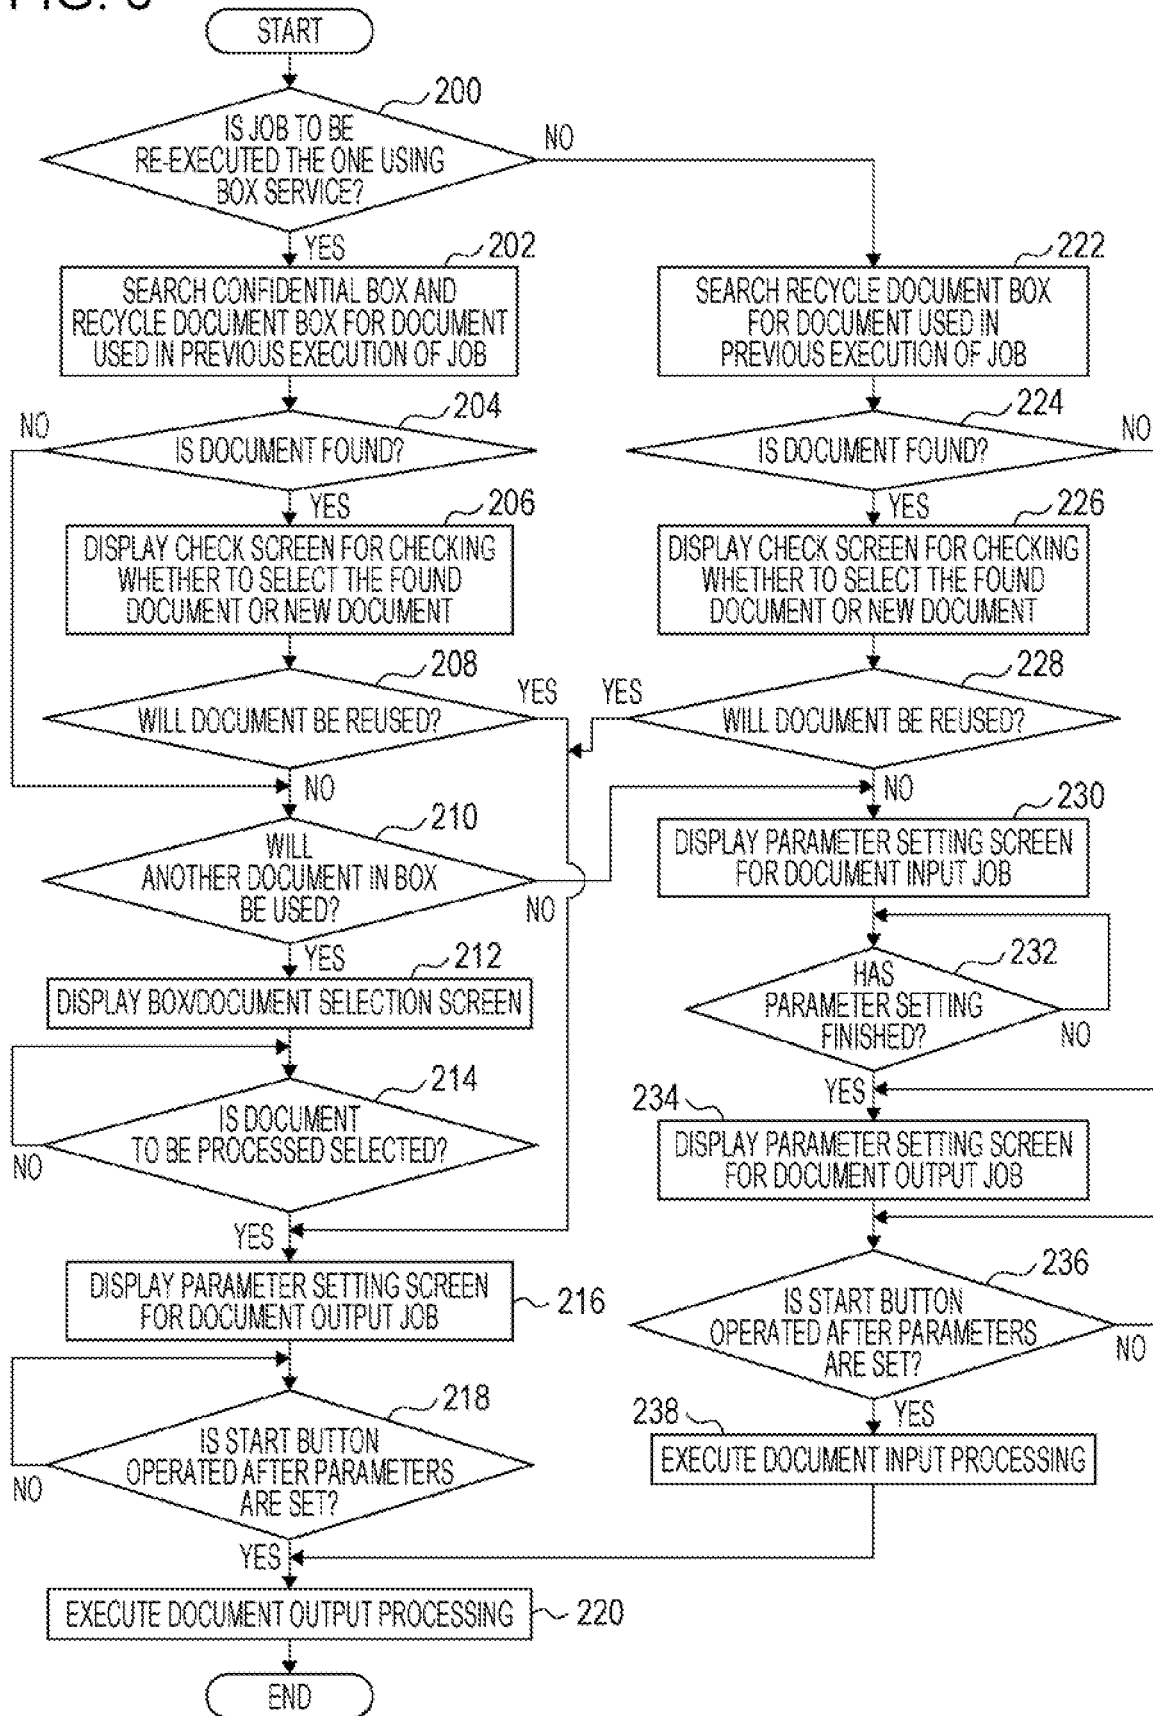 FIG.
START
200
IS JOB TO BE
RE-EXECUTED THE ONE USING
BOX SERVICE?
NO
YES
202
SEARCH CONFIDENTIAL BOX AND
RECYCLE DOCUMENT BOX FOR DOCUMENT
USED IN PREVIOUS EXECUTION OF JOB
222
SEARCH RECYCLE DOCUMENT BOX
FOR DOCUMENT USED IN
PREVIOUS EXECUTION OF JOB
204
NO
IS DOCUMENT FOUND?
YES
224
IS DOCUMENT FOUND?
NO
YES
206
DISPLAY CHECK SCREEN FOR CHECKING
WHETHER TO SELECT THE FOUND
DOCUMENT OR NEW DOCUMENT
226
DISPLAY CHECK SCREEN FOR CHECKING
WHETHER TO SELECT THE FOUND
DOCUMENT OR NEW DOCUMENT
208
WILL DOCUMENT BE REUSED?
YES
NO
228
YES
WILL DOCUMENT BE REUSED?
NO
210
WILL
ANOTHER DOCUMENT IN BOX
BE USED?
NO
YES
230
DISPLAY PARAMETER SETTING SCREEN
FOR DOCUMENT INPUT JOB
212
DISPLAY BOX/DOCUMENT SELECTION SCREEN
232
HAS
PARAMETER SETTING
FINISHED?
NO
YES
214
IS DOCUMENT
TO BE PROCESSED SELECTED?
NO
YES
234
DISPLAY PARAMETER SETTING SCREEN
FOR DOCUMENT OUTPUT JOB
DISPLAY PARAMETER SETTING SCREEN
FOR DOCUMENT OUTPUT JOB
216
236
IS START BUTTON
OPERATED AFTER PARAMETERS
ARE SET?
NO
YES
218
IS START BUTTON
OPERATED AFTER PARAMETERS
ARE SET?
NO
YES
238
EXECUTE DOCUMENT INPUT PROCESSING
EXECUTE DOCUMENT OUTPUT PROCESSING
220
END